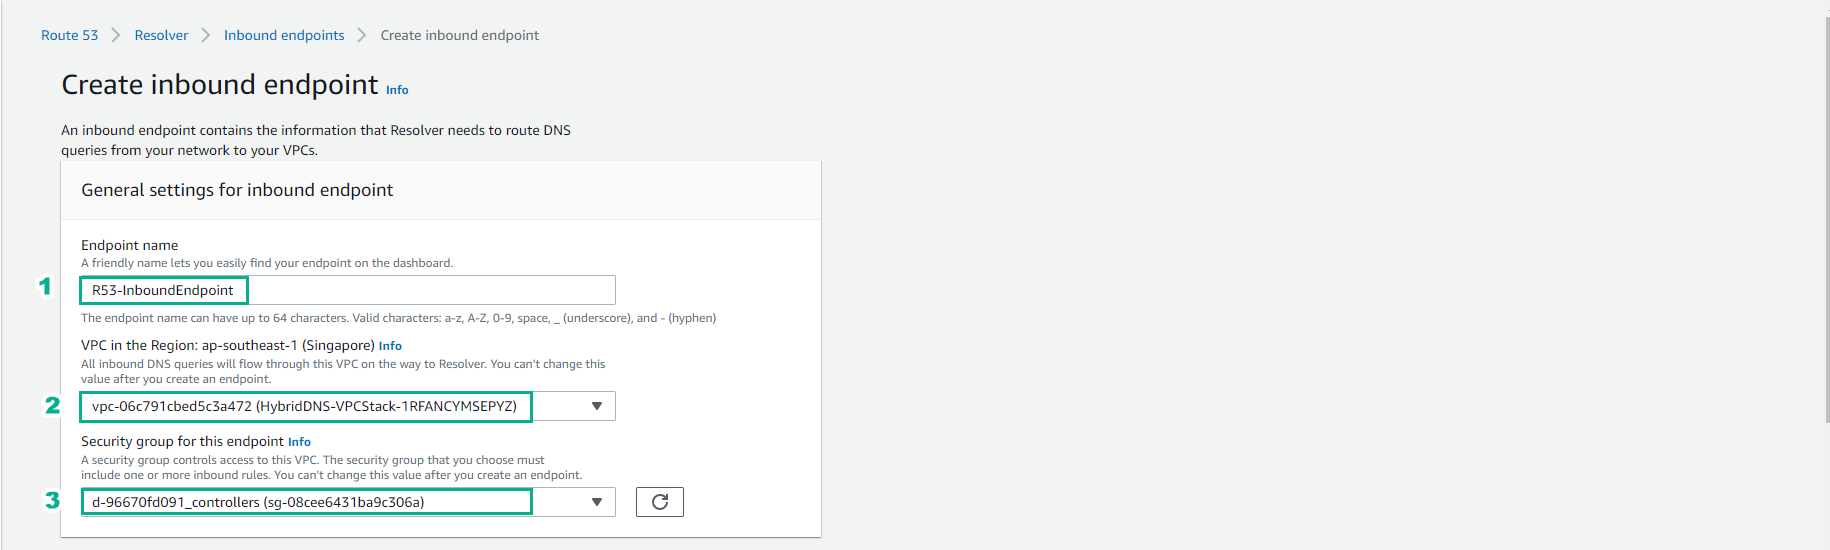 Route 53 > Resolver > Inbound endpoints > Create inbound endpoint
Create inbound endpoint Info
An inbound endpoint contains the information that Resolver needs to route DNS
queries from your network to your VPCs.
General settings for inbound endpoint
Endpoint name
A friendly name lets you easily find your endpoint on the dashboard.
1 R53-InboundEndpoint
The endpoint name can have up to 64 characters. Valid characters: a-z, A-Z, 0-9, space, _ (underscore), and - (hyphen)
VPC in the Region: ap-southeast-1 (Singapore) Info
All inbound DNS queries will flow through this VPC on the way to Resolver. You can't change this
value after you create an endpoint.
2 vpc-06c791cbed5c3a472 (HybridDNS-VPCStack-1RFANCYMSEPYZ)
Security group for this endpoint Info
A security group controls access to this VPC. The security group that you choose must
include one or more inbound rules. You can't change this value after you create an endpoint.
3 d-96670fd091_controllers (sg-08cee6431ba9c306a)